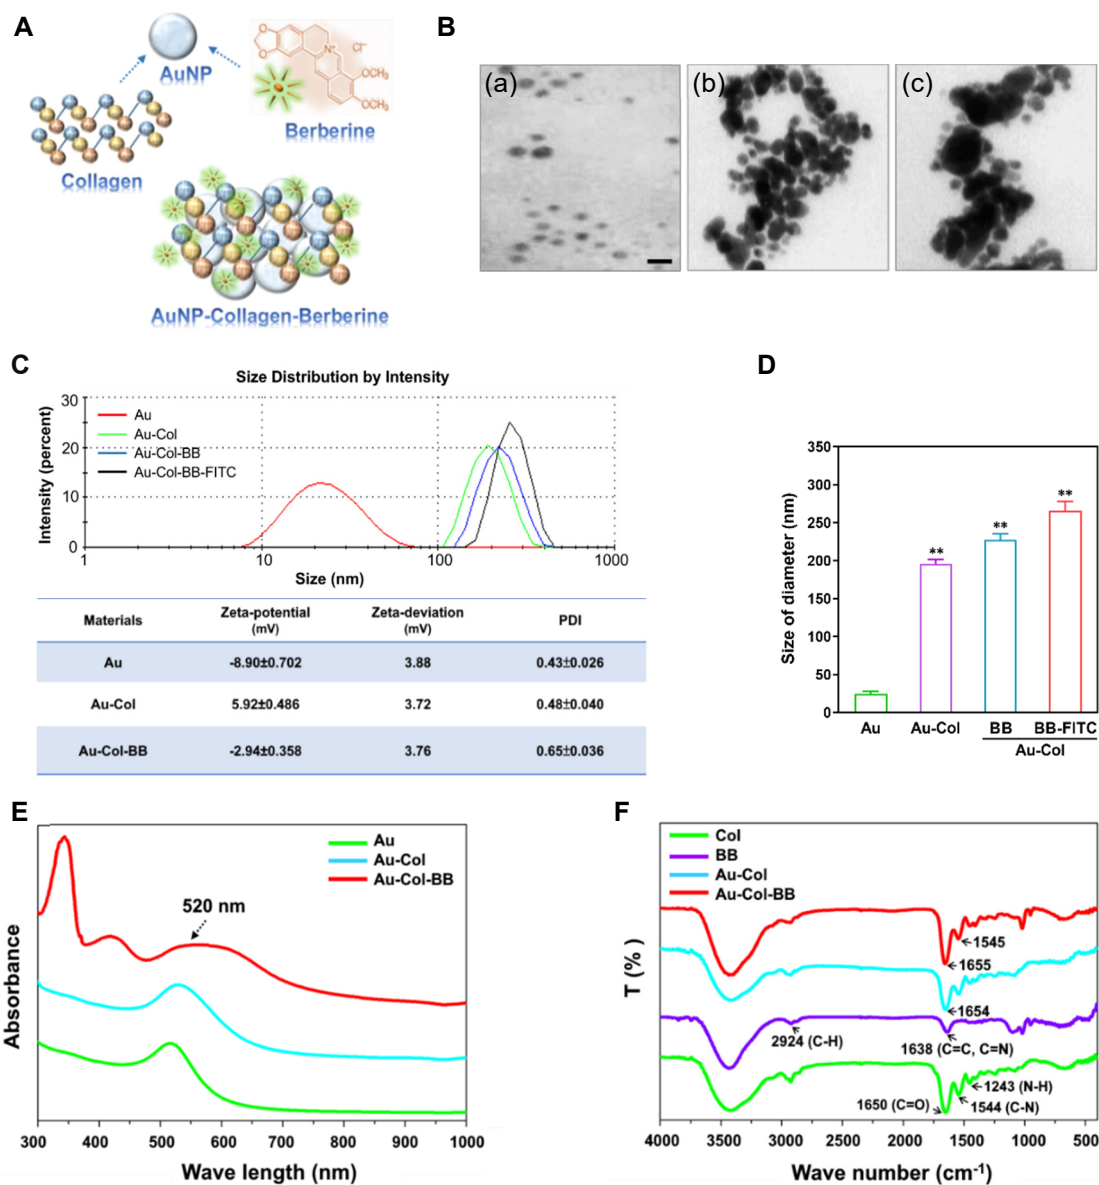 A
AuNP
Collagen
N+
Cl−
OCH3
OCH3
O
O
Berberine
AuNP-Collagen-Berberine
B
(a)
(b)
(c)
C
Size Distribution by Intensity
Intensity (percent)
30
20
10
0
Au
Au-Col
Au-Col-BB
Au-Col-BB-FITC
1
10
100
1000
Size (nm)
Materials Zeta-potential (mV) Zeta-deviation (mV) PDI
Au -8.90±0.702 3.88 0.43±0.026
Au-Col 5.92±0.486 3.72 0.48±0.040
Au-Col-BB -2.94±0.358 3.76 0.65±0.036
D
Size of diameter (nm)
350
300
250
200
150
100
50
0
**
**
**
Au Au-Col BB BB-FITC
Au-Col
E
Absorbance
Au
Au-Col
Au-Col-BB
520 nm
300 400 500 600 700 800 900 1000
Wave length (nm)
F
T (% )
Col
BB
Au-Col
Au-Col-BB
1545
1655
1654
2924 (C-H)
1638 (C=C, C=N)
1243 (N-H)
1650 (C=O)
1544 (C-N)
4000 3500 3000 2500 2000 1500 1000 500
Wave number (cm-1)